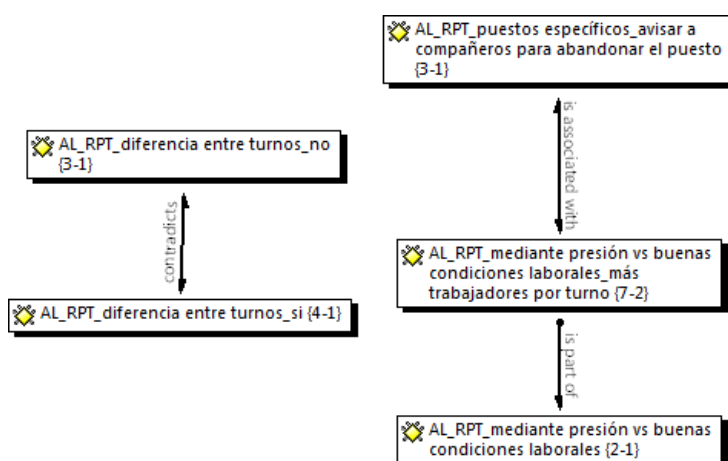 AL_RPT_puestos específicos_avisar a
compañeros para abandonar el puesto
{3-1}
is associated with
AL_RPT_diferencia entre turnos_no
{3-1}
contradicts
AL_RPT_diferencia entre turnos_si {4-1}
AL_RPT_mediante presión vs buenas
condiciones laborales_más
trabajadores por turno {7-2}
is part of
AL_RPT_mediante presión vs buenas
condiciones laborales {2-1}